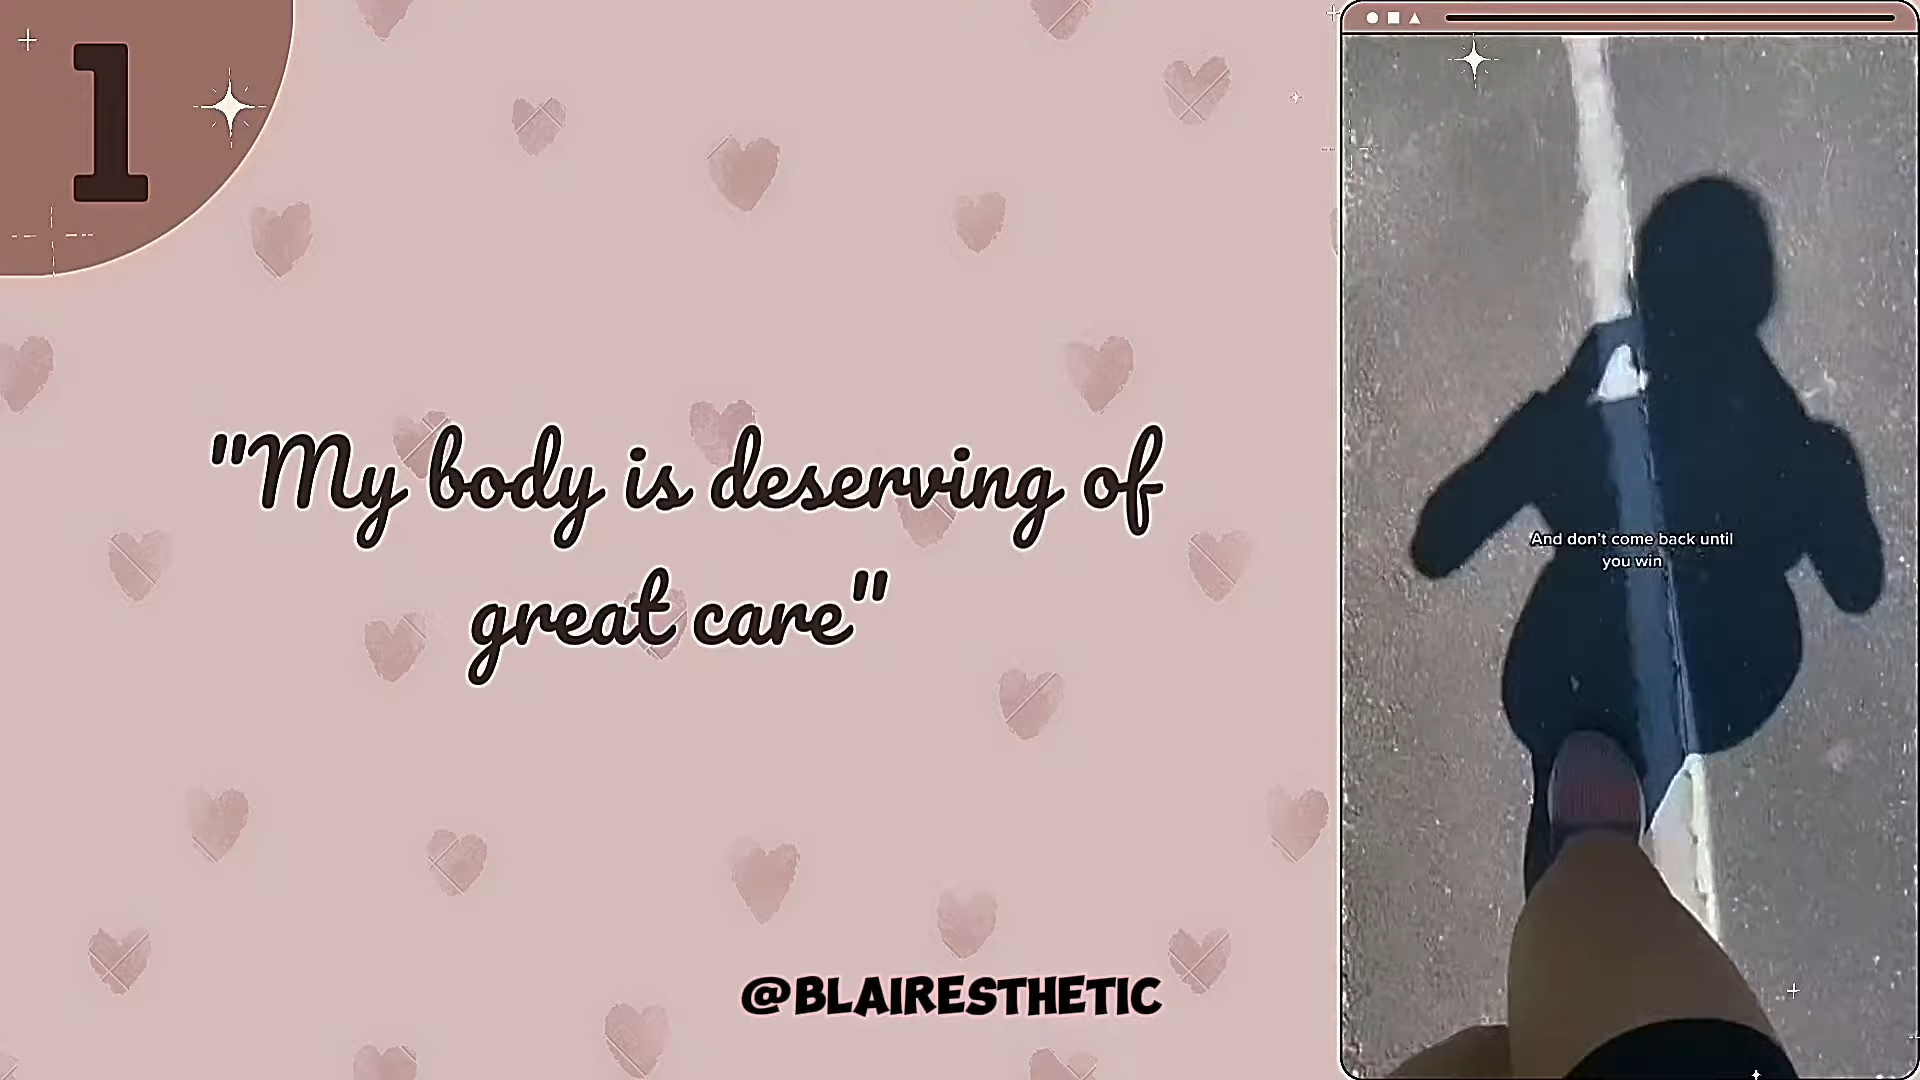 1
"My body is deserving of
great care"
@BLAIRESTHETIC
And don't come back until
you win